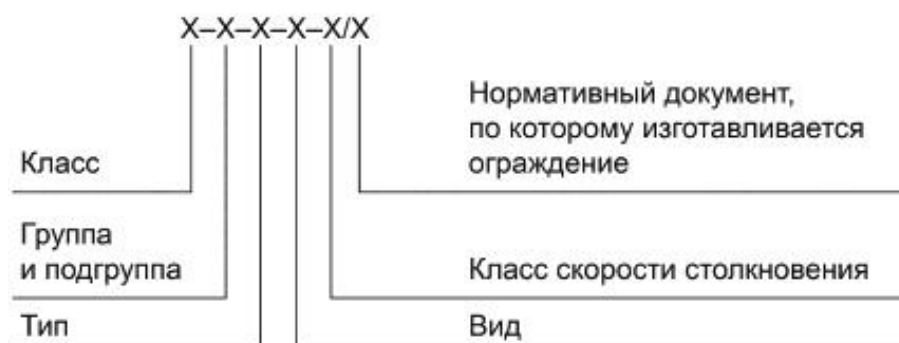 Х–Х–Х–Х–Х/Х
Нормативный документ,
по которому изготавливается
ограждение
Класс
Группа
и подгруппа
Класс скорости столкновения
Тип
Вид